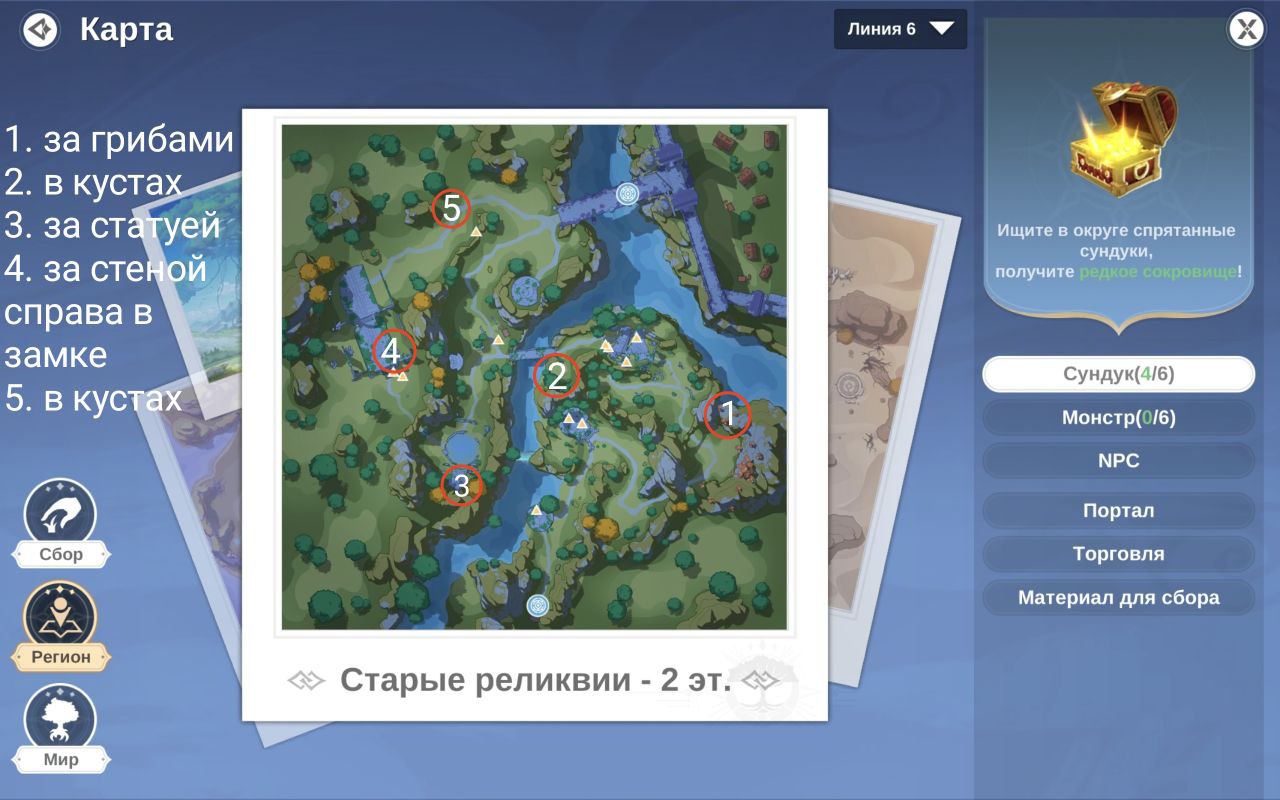 Карта
Линия 6
1. за грибами
2. в кустах
3. за статуей
4. за стеной
справа в
замке
5. в кустах
5
4
2
1
3
Старые реликвии - 2 эт.
Сбор
Регион
Мир
Ищите в округе спрятанные
сундуки,
получите редкое сокровище!
Сундук(4/6)
Монстр(0/6)
NPC
Портал
Торговля
Материал для сбора